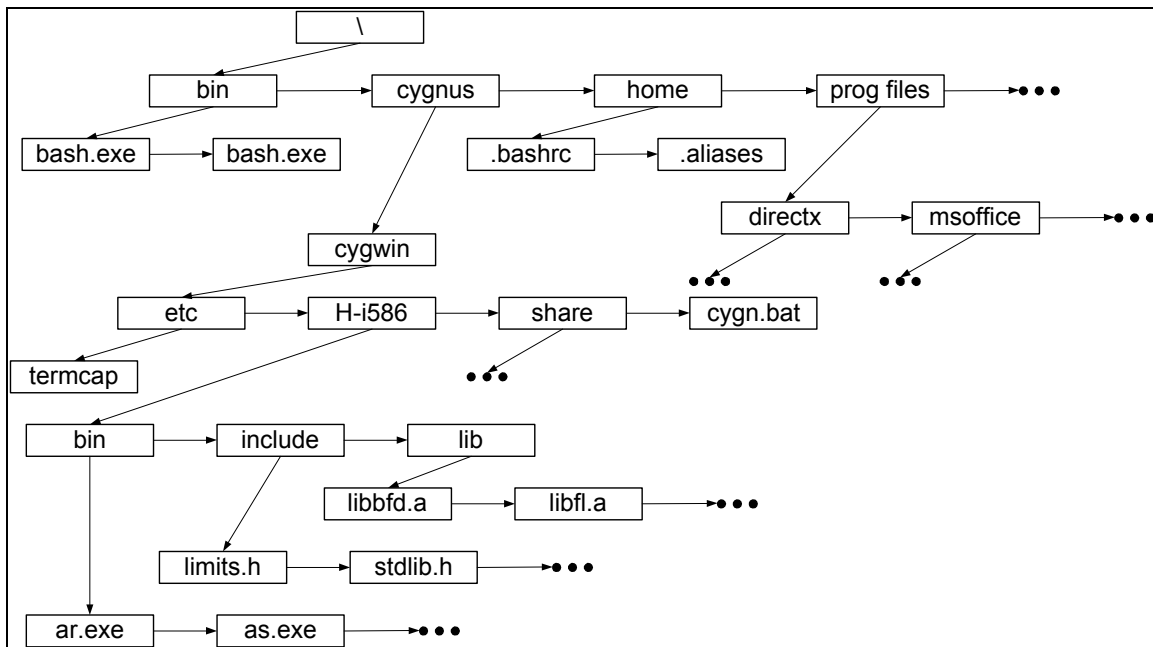 \
bin cygnus home prog files
bash.exe bash.exe .bashrc .aliases
directx msoffice
cygwin
etc H-i586 share cygn.bat
termcap
bin include lib
libbfd.a libfl.a
limits.h stdlib.h
ar.exe as.exe